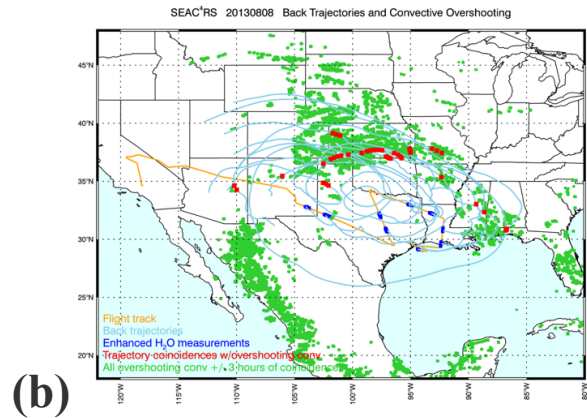 SEAC⁴RS 20130808 Back Trajectories and Convective Overshooting
45°N
40°N
35°N
30°N
25°N
20°N
Flight track
Back trajectories
Enhanced H₂O measurements
Trajectory coincidences w/overshooting conv
All overshooting conv +/- 3 hours of coincidence
120°W
115°W
110°W
105°W
100°W
95°W
90°W
85°W
80°W
(b)